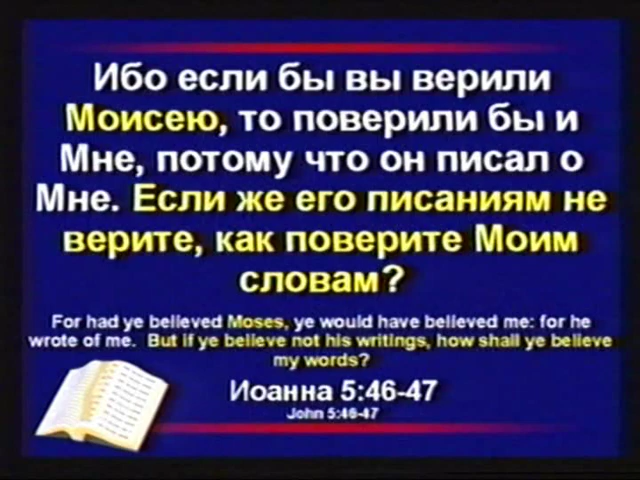 Ибо если бы вы верили
Моисею, то поверили бы и
Мне, потому что он писал о
Мне. Если же его писаниям не
верите, как поверите Моим
словам?
For had ye believed Moses, ye would have believed me: for he
wrote of me. But if ye believe not his writings, how shall ye believe
my words?
Иоанна 5:46-47
John 5:46-47